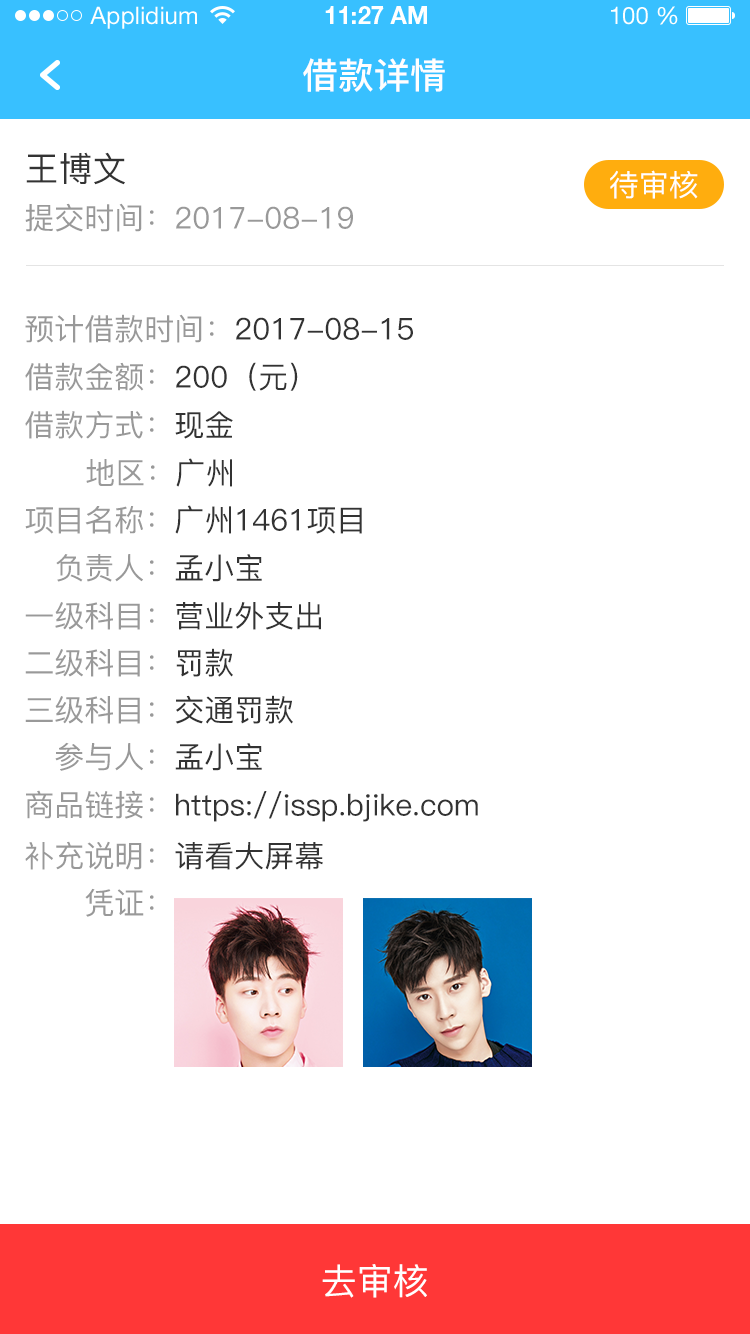 Applidium 11:27 AM 100 %
借款详情
王博文
待审核
提交时间：2017-08-19
预计借款时间：2017-08-15
借款金额：200（元）
借款方式：现金
地区：广州
项目名称：广州1461项目
负责人：孟小宝
一级科目：营业外支出
二级科目：罚款
三级科目：交通罚款
参与人：孟小宝
商品链接：https://issp.bjike.com
补充说明：请看大屏幕
凭证：
去审核